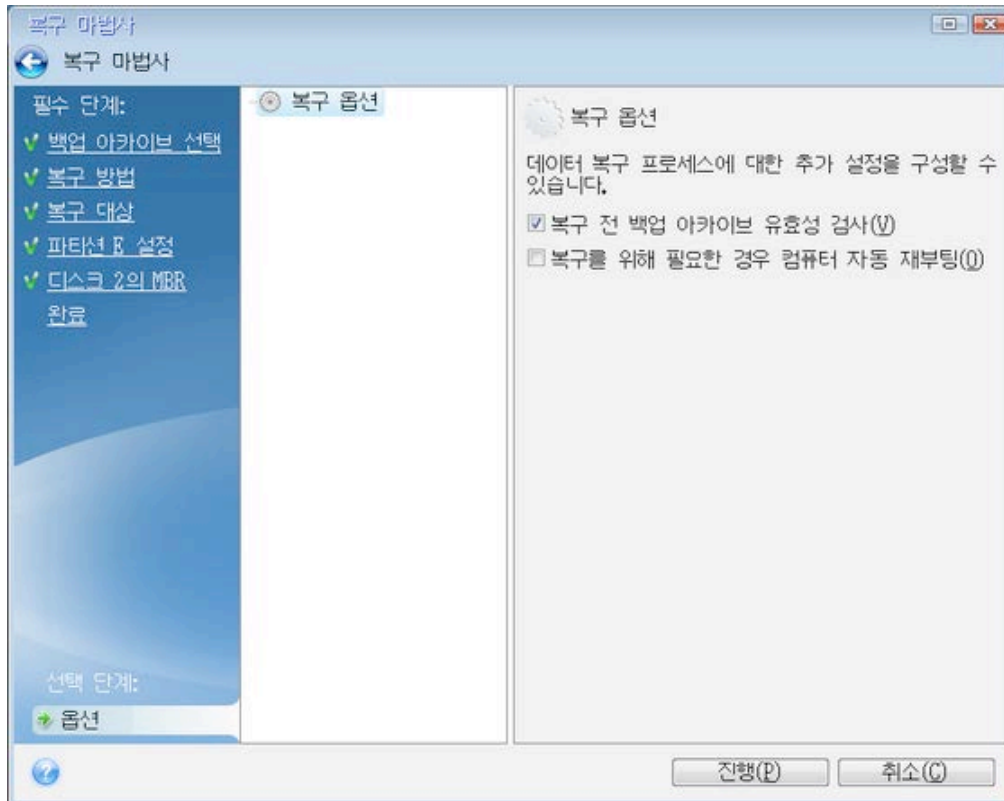 복구 마법사
복구 마법사
필수 단계:
백업 아카이브 선택
복구 방법
복구 대상
파티션 E 설정
디스크 2의 MBR
완료
선택 단계:
옵션
복구 옵션
복구 옵션
데이터 복구 프로세스에 대한 추가 설정을 구성할 수
있습니다.
복구 전 백업 아카이브 유효성 검사(V)
복구를 위해 필요한 경우 컴퓨터 자동 재부팅(O)
진행(P)
취소(C)